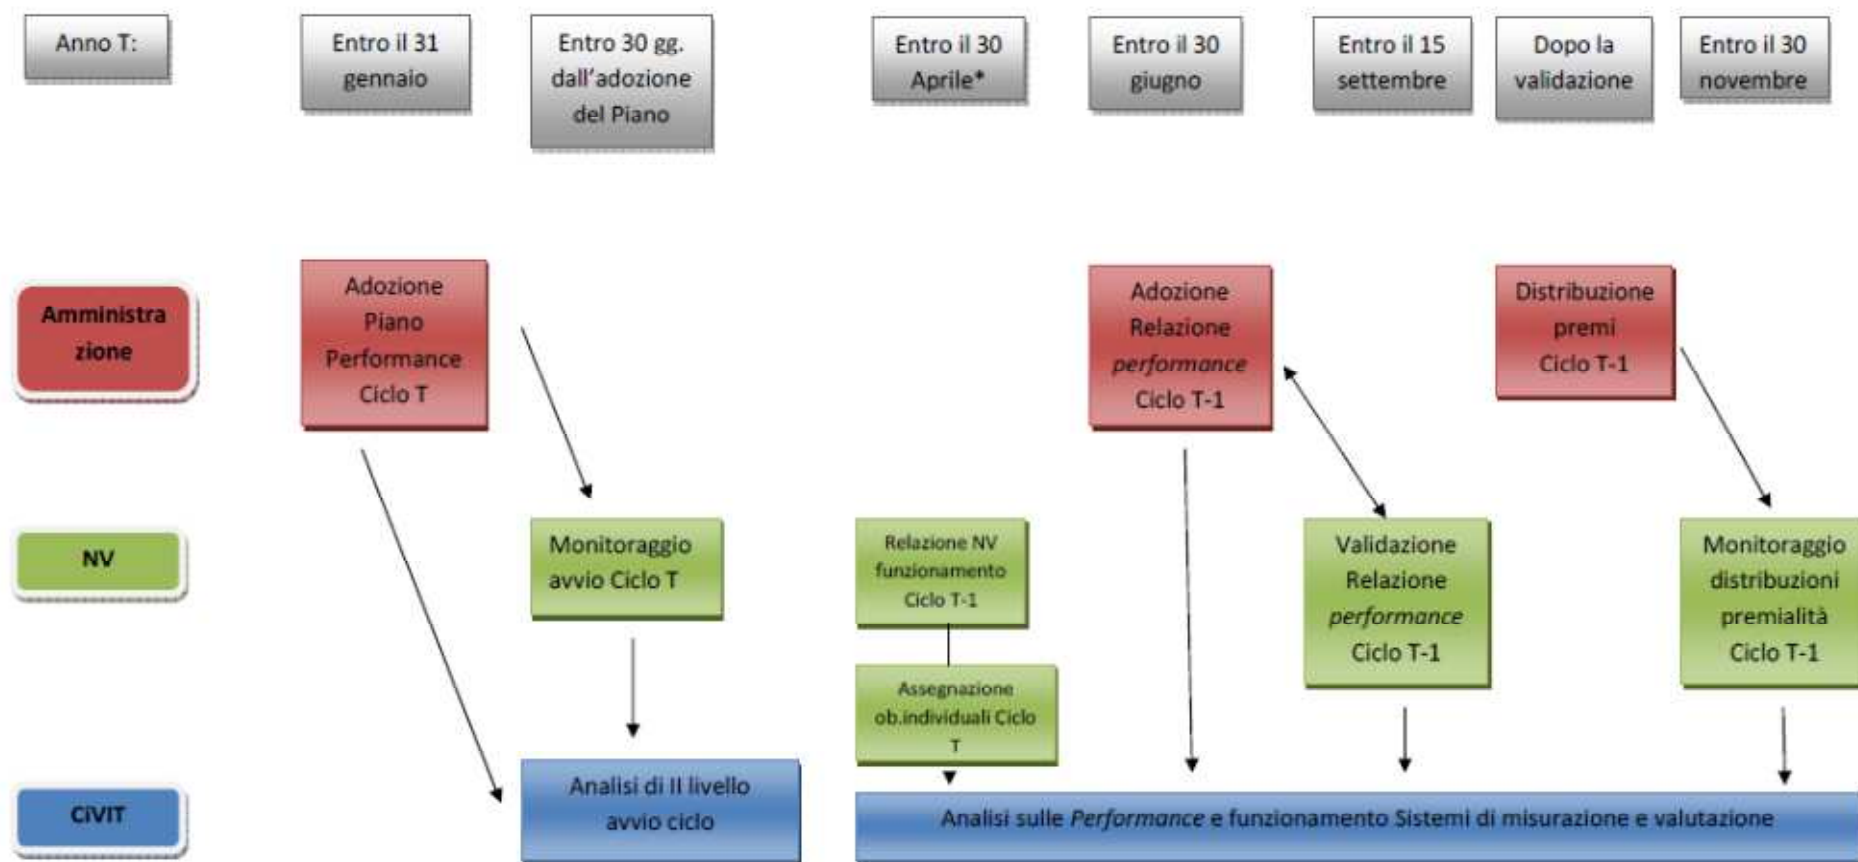 Anno T:
Entro il 31
gennaio
Entro 30 gg.
dall'adozione
del Piano
Entro il 30
Aprile*
Entro il 30
giugno
Entro il 15
settembre
Dopo la
validazione
Entro il 30
novembre
Amministra
zione
Adozione
Piano
Performance
Ciclo T
Adozione
Relazione
performance
Ciclo T-1
Distribuzione
premi
Ciclo T-1
NV
Monitoraggio
avvio Ciclo T
Relazione NV
funzionamento
Ciclo T-1
Assegnazione
ob.individuali Ciclo
T
Validazione
Relazione
performance
Ciclo T-1
Monitoraggio
distribuzioni
premialità
Ciclo T-1
CiVIT
Analisi di II livello
avvio ciclo
Analisi sulle Performance e funzionamento Sistemi di misurazione e valutazione